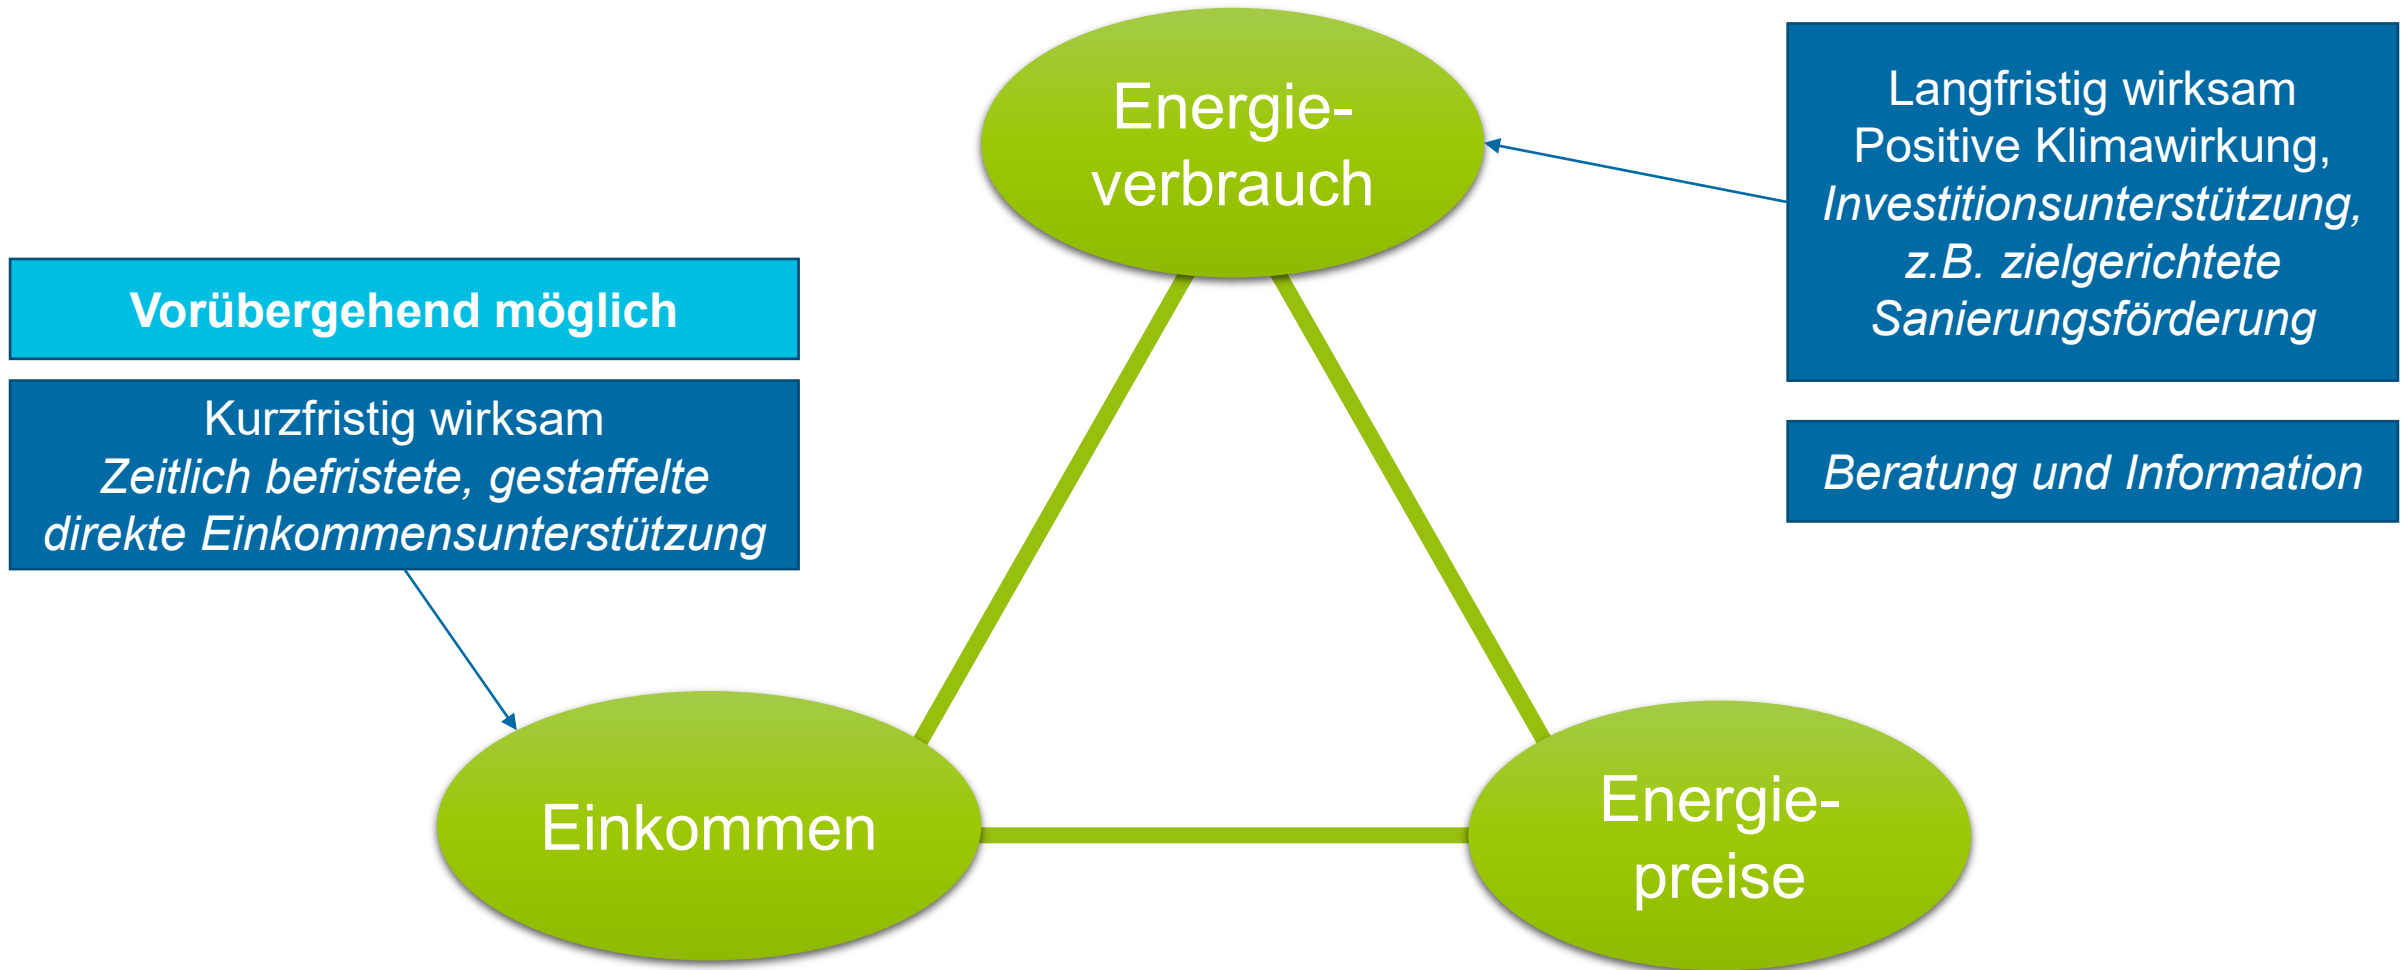 Energie-
verbrauch
Langfristig wirksam
Positive Klimawirkung,
Investitionsunterstützung,
z.B. zielgerichtete
Sanierungsförderung
Beratung und Information
Vorübergehend möglich
Kurzfristig wirksam
Zeitlich befristete, gestaffelte
direkte Einkommensunterstützung
Einkommen
Energie-
preise